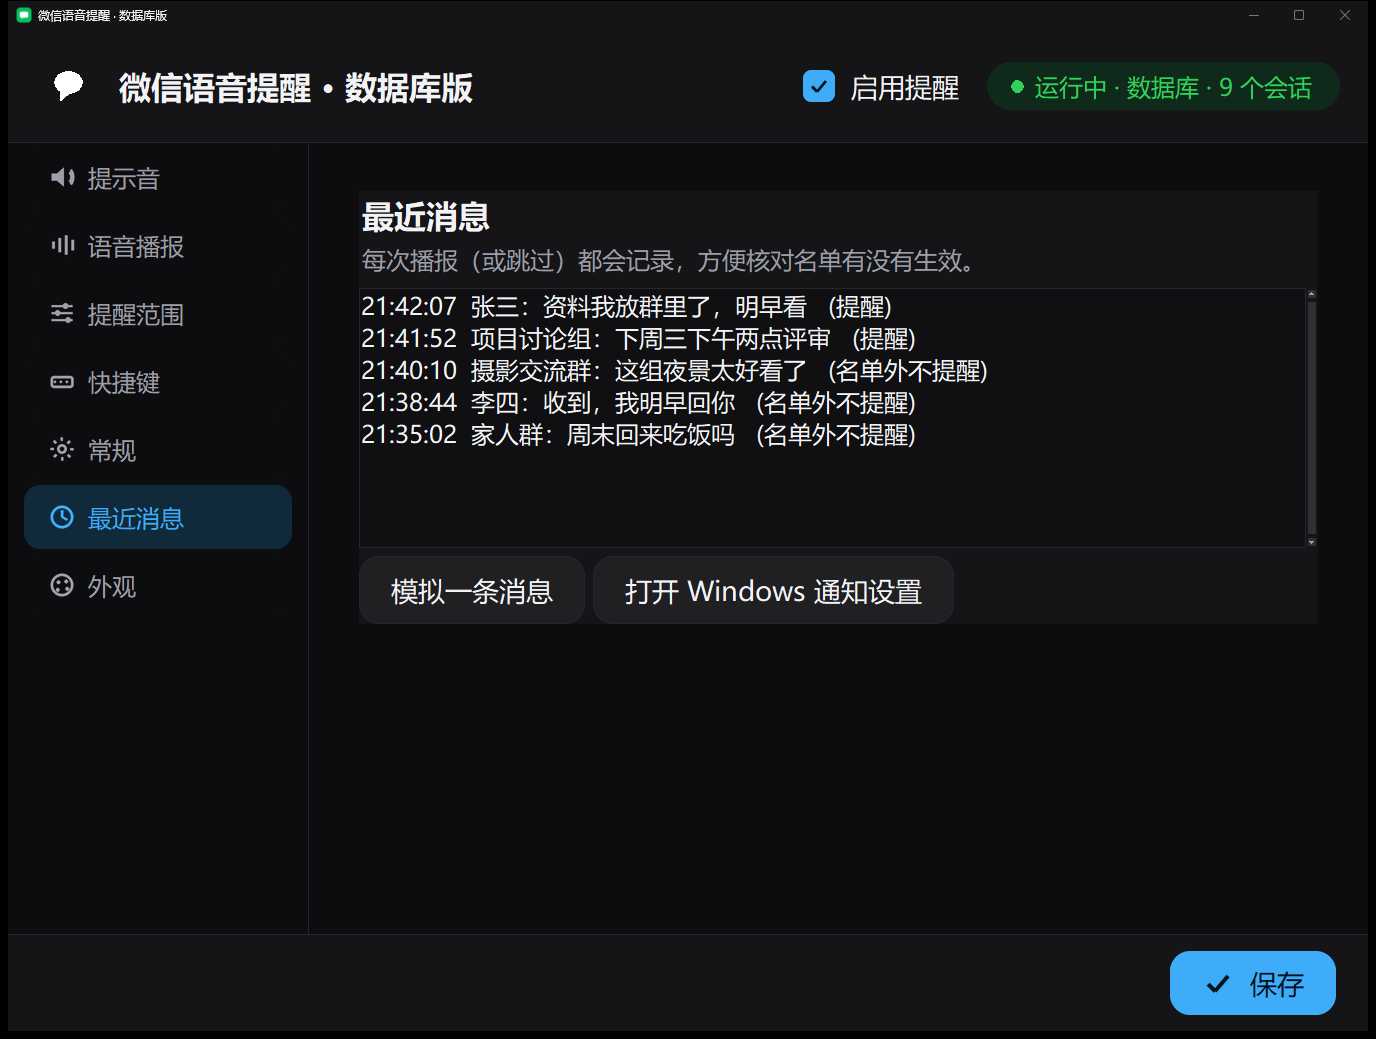 微信语音提醒 · 数据库版
微信语音提醒 • 数据库版
启用提醒
运行中 · 数据库 · 9 个会话
提示音
语音播报
提醒范围
快捷键
常规
最近消息
外观
最近消息
每次播报（或跳过）都会记录，方便核对名单有没有生效。
21:42:07 张三：资料我放群里了，明早看 (提醒)
21:41:52 项目讨论组：下周三下午两点评审 (提醒)
21:40:10 摄影交流群：这组夜景太好看了 (名单外不提醒)
21:38:44 李四：收到，我明早回你 (名单外不提醒)
21:35:02 家人群：周末回来吃饭吗 (名单外不提醒)
模拟一条消息
打开 Windows 通知设置
保存